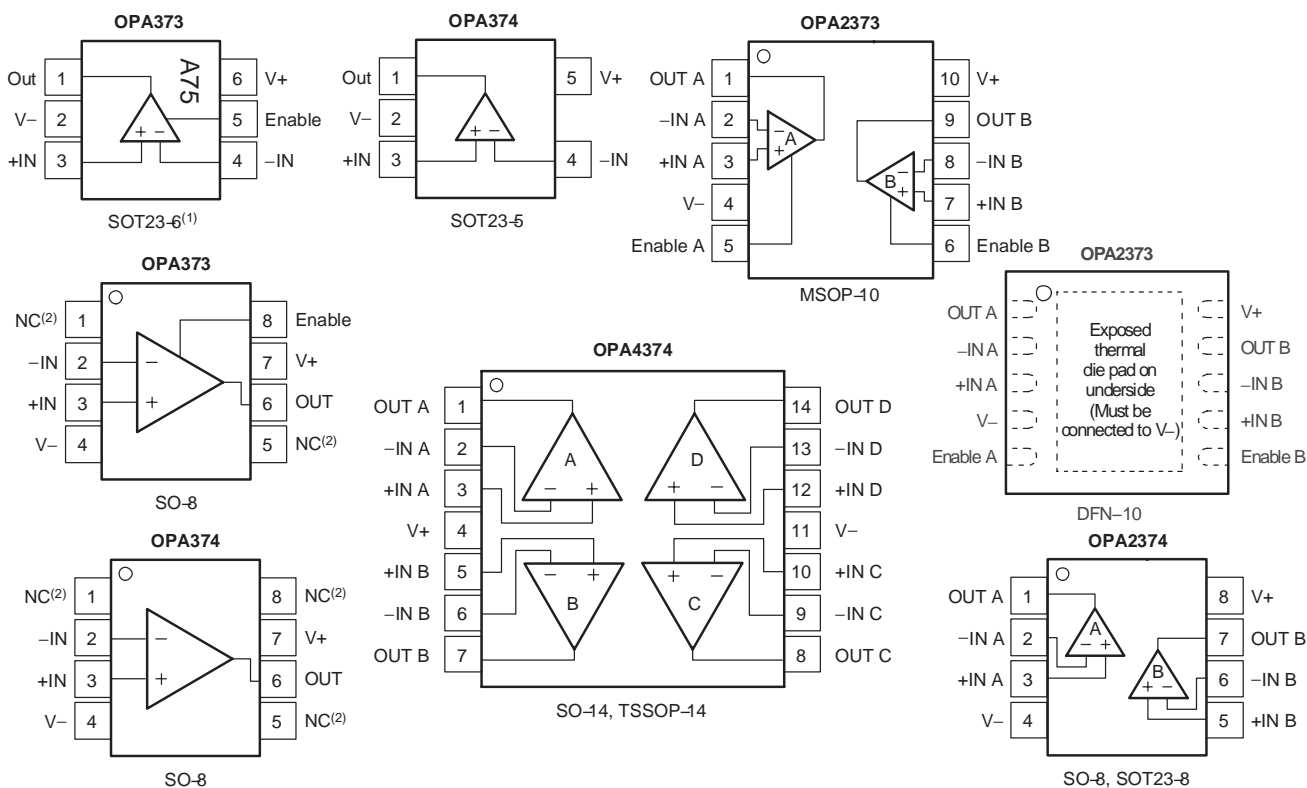 OPA373
Out 1
V– 2
+IN 3
A75
6 V+
5 Enable
4 –IN
+ –
SOT23–6(1)
OPA374
Out 1
V– 2
+IN 3
5 V+
4 –IN
+ –
SOT23–5
OPA2373
OUT A 1
–IN A 2
+IN A 3
V– 4
Enable A 5
10 V+
9 OUT B
8 –IN B
7 +IN B
6 Enable B
– A
+
B –
+
MSOP–10
OPA373
NC(2) 1
–IN 2
+IN 3
V– 4
8 Enable
7 V+
6 OUT
5 NC(2)
–
+
SO–8
OPA4374
OUT A 1
–IN A 2
+IN A 3
V+ 4
+IN B 5
–IN B 6
OUT B 7
14 OUT D
13 –IN D
12 +IN D
11 V–
10 +IN C
9 –IN C
8 OUT C
A
– +
D
+ –
– +
B
+ –
C
SO–14, TSSOP–14
OPA2373
OUT A
–IN A
+IN A
V–
Enable A
Exposed
thermal
die pad on
underside
(Must be
connected to V–)
V+
OUT B
–IN B
+IN B
Enable B
DFN–10
OPA374
NC(2) 1
–IN 2
+IN 3
V– 4
8 NC(2)
7 V+
6 OUT
5 NC(2)
–
+
SO–8
OPA2374
OUT A 1
–IN A 2
+IN A 3
V– 4
8 V+
7 OUT B
6 –IN B
5 +IN B
A
– +
B
+ –
SO–8, SOT23–8